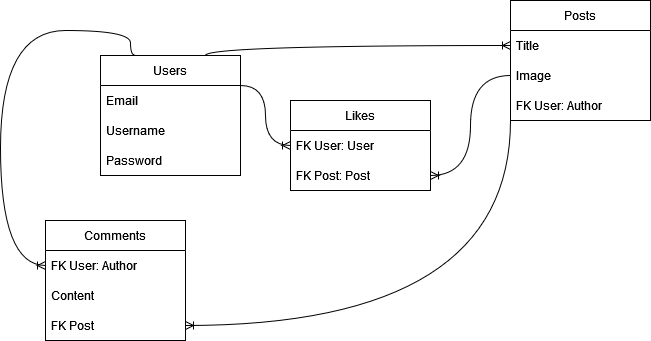 Posts
Title
Image
FK User: Author
Users
Email
Username
Password
Likes
FK User: User
FK Post: Post
Comments
FK User: Author
Content
FK Post